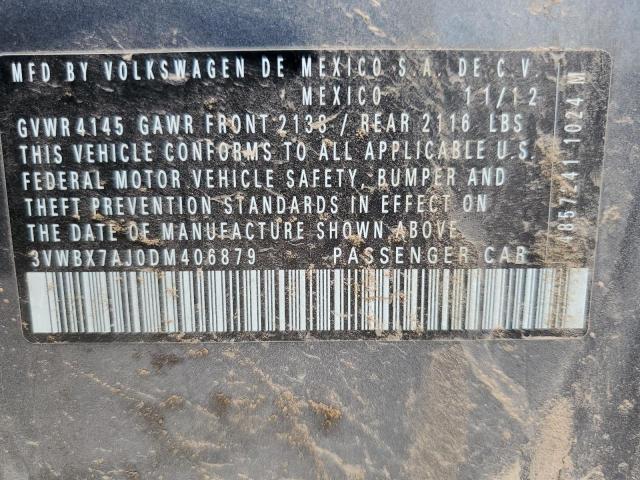 MFD BY VOLKSWAGEN DE MEXICO S.A. DE C.V.
MEXICO 11/12
GVWR 4145 GAWR FRONT 2138 / REAR 2116 LBS
THIS VEHICLE CONFORMS TO ALL APPLICABLE U.S.
FEDERAL MOTOR VEHICLE SAFETY, BUMPER AND
THEFT PREVENTION STANDARDS IN EFFECT ON
THE DATE OF MANUFACTURE SHOWN ABOVE
3VWBX7AJ0DM406879 PASSENGER CAR
4857241 1024 M